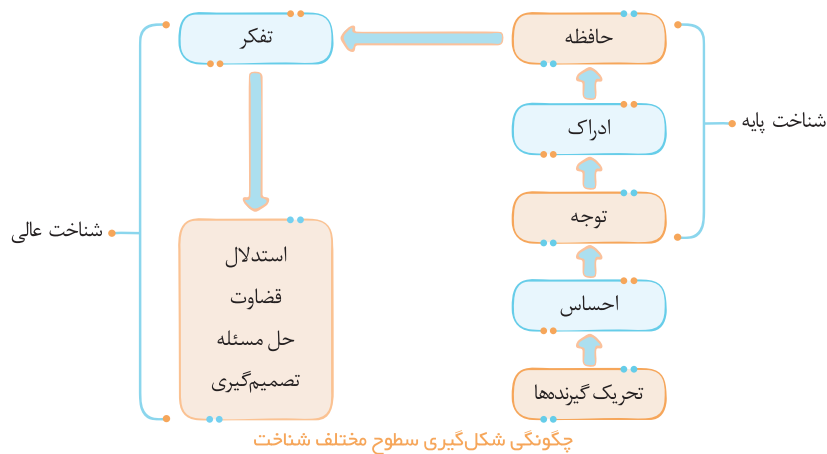 حافظه
ادراک
توجه
احساس
تحریک گیرنده‌ها
شناخت پایه
تفکر
استدلال
قضاوت
حل مسئله
تصمیم‌گیری
شناخت عالی
چگونگی شکل‌گیری سطوح مختلف شناخت